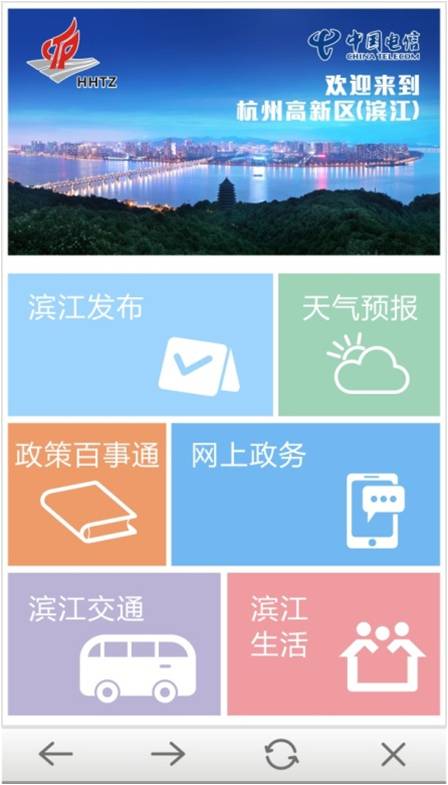 HHTZ
中国电信
CHINA TELECOM
欢迎来到
杭州高新区(滨江)
滨江发布
天气预报
政策百事通
网上政务
滨江交通
滨江
生活